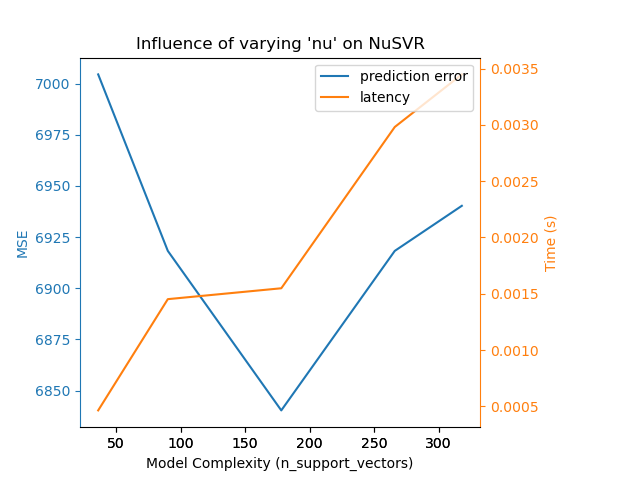 Influence of varying 'nu' on NuSVR
prediction error
latency
7000
6975
6950
6925
6900
6875
6850
MSE
0.0035
0.0030
0.0025
0.0020
0.0015
0.0010
0.0005
Time (s)
50 100 150 200 250 300
Model Complexity (n_support_vectors)